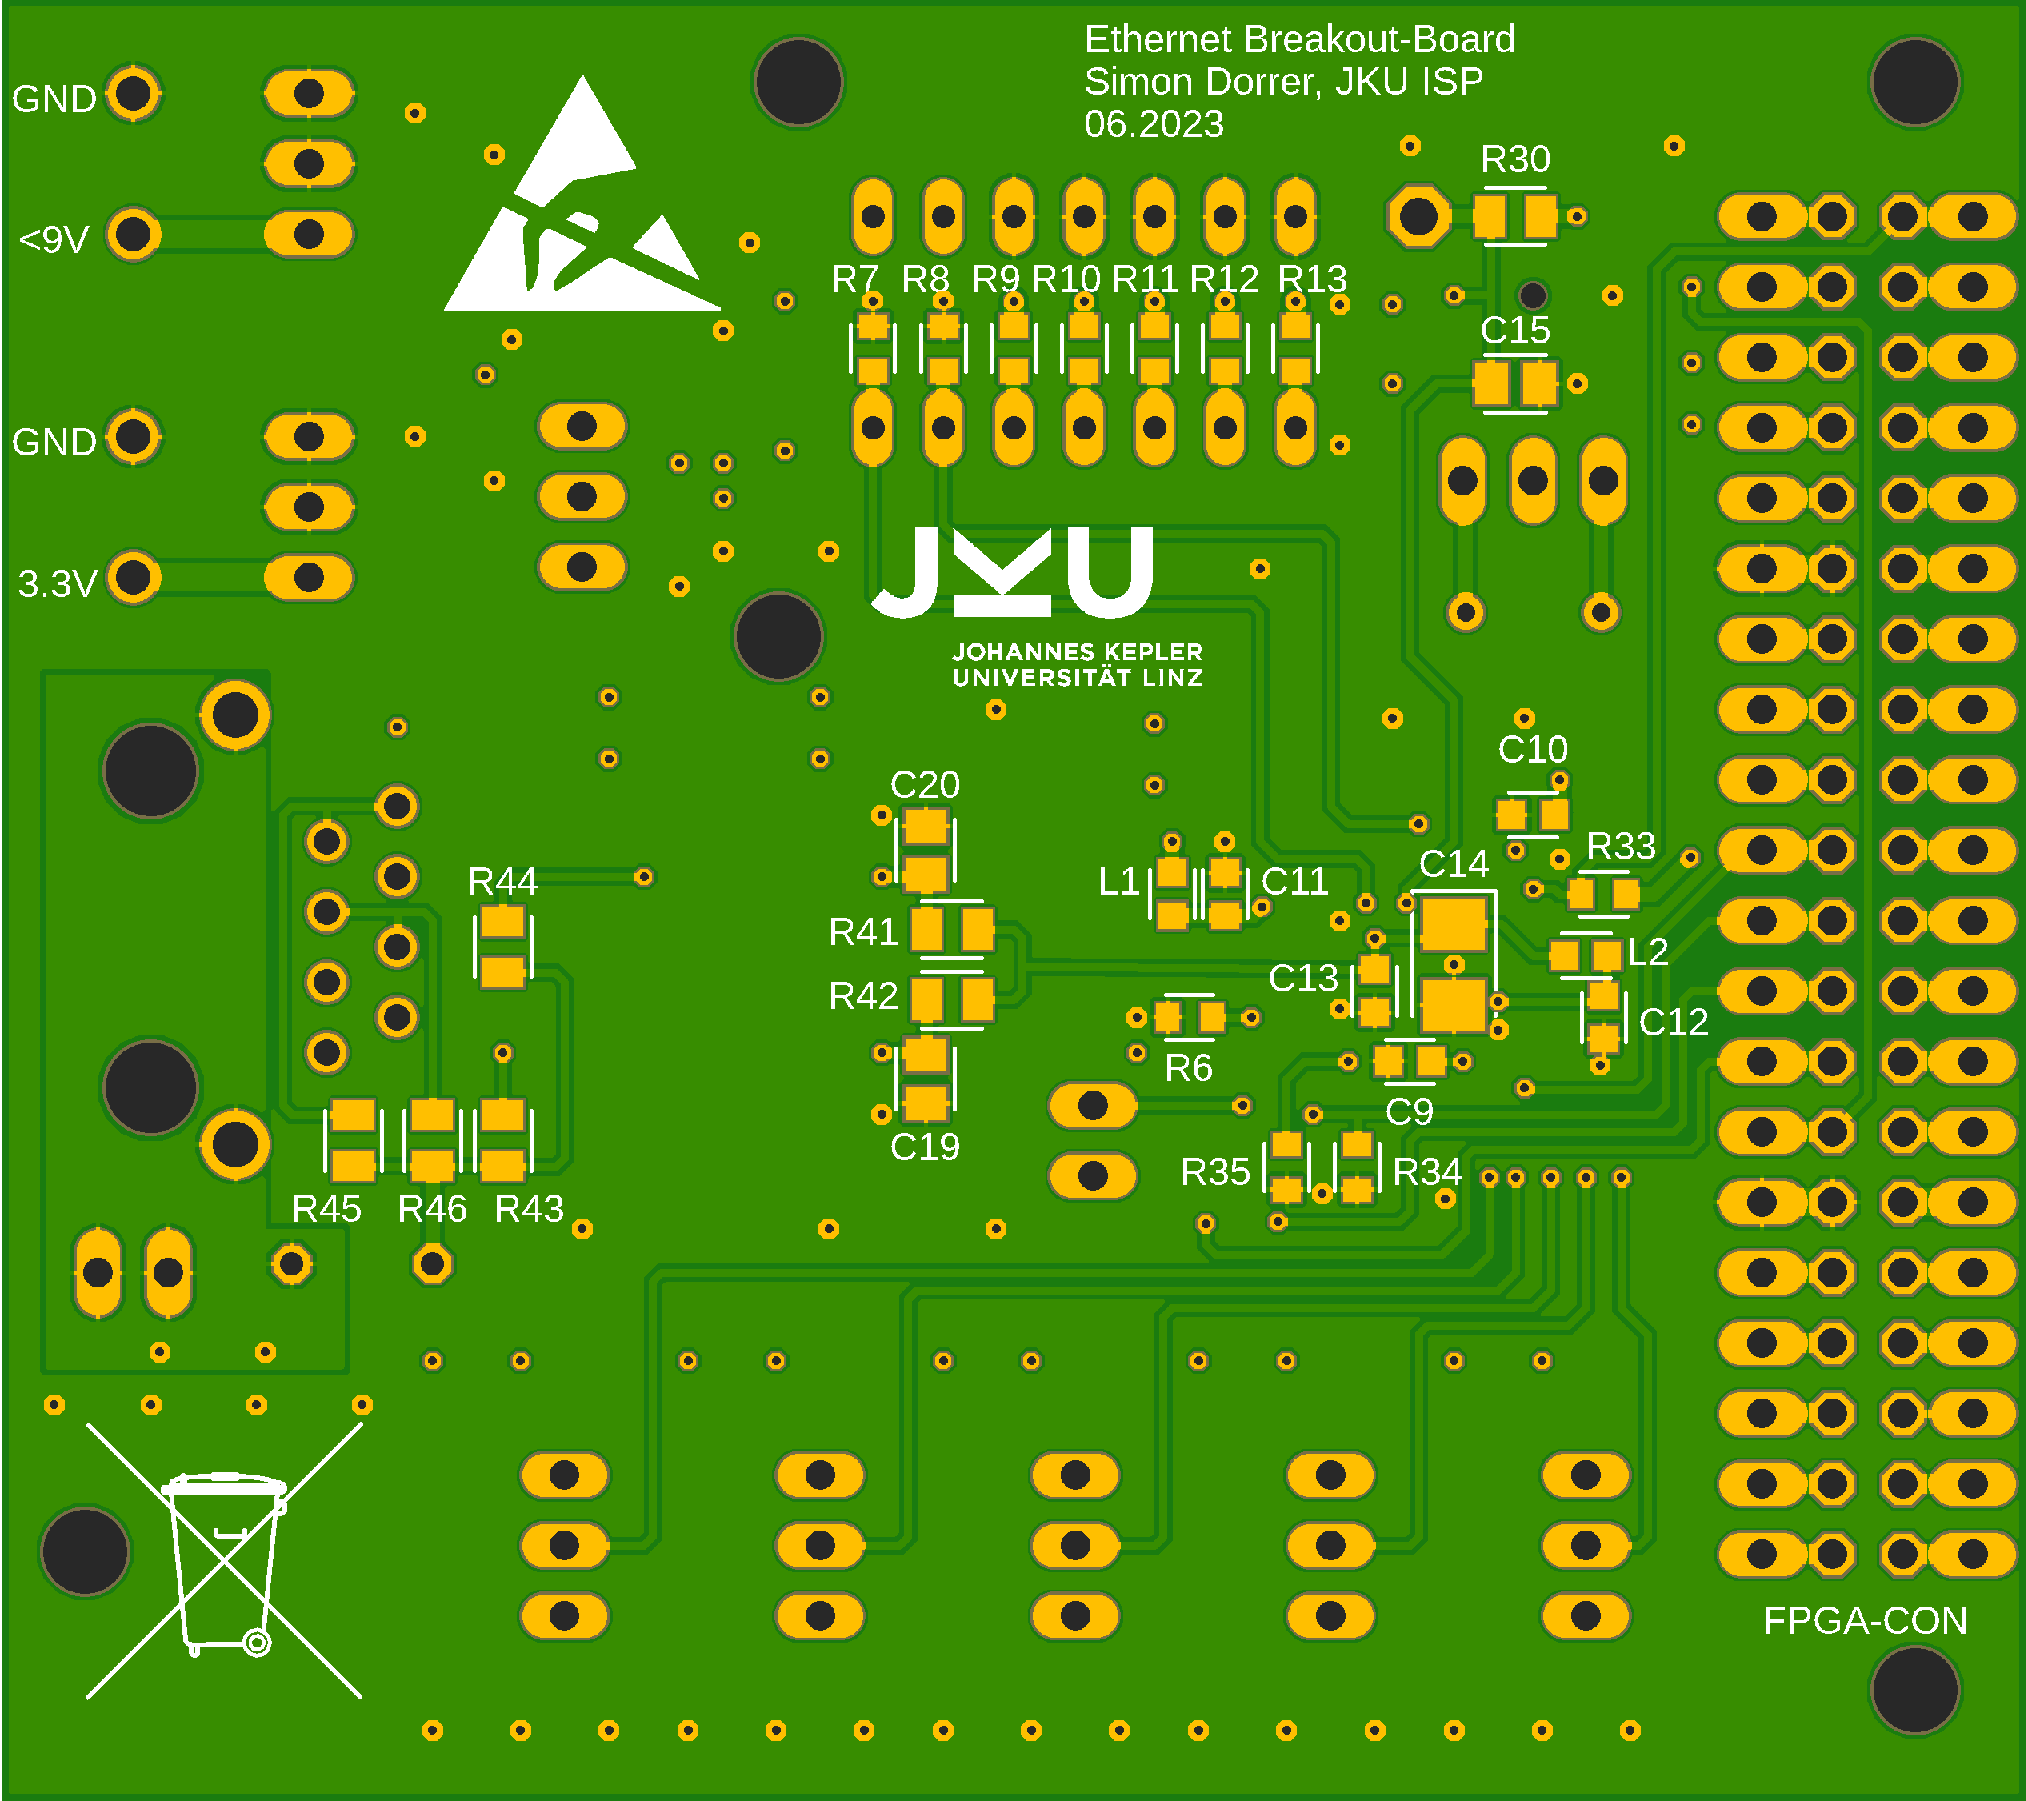 Ethernet Breakout-Board
Simon Dorrer, JKU ISP
06.2023
GND
<9V
R30
R7 R8 R9 R10 R11 R12 R13
C15
GND
3.3V
JKU
JOHANNES KEPLER
UNIVERSITÄT LINZ
C10
C20
R33
C14
R44
L1
C11
R41
L2
C13
R42
C12
R6
C9
C19
R35
R34
R45
R46
R43
FPGA-CON